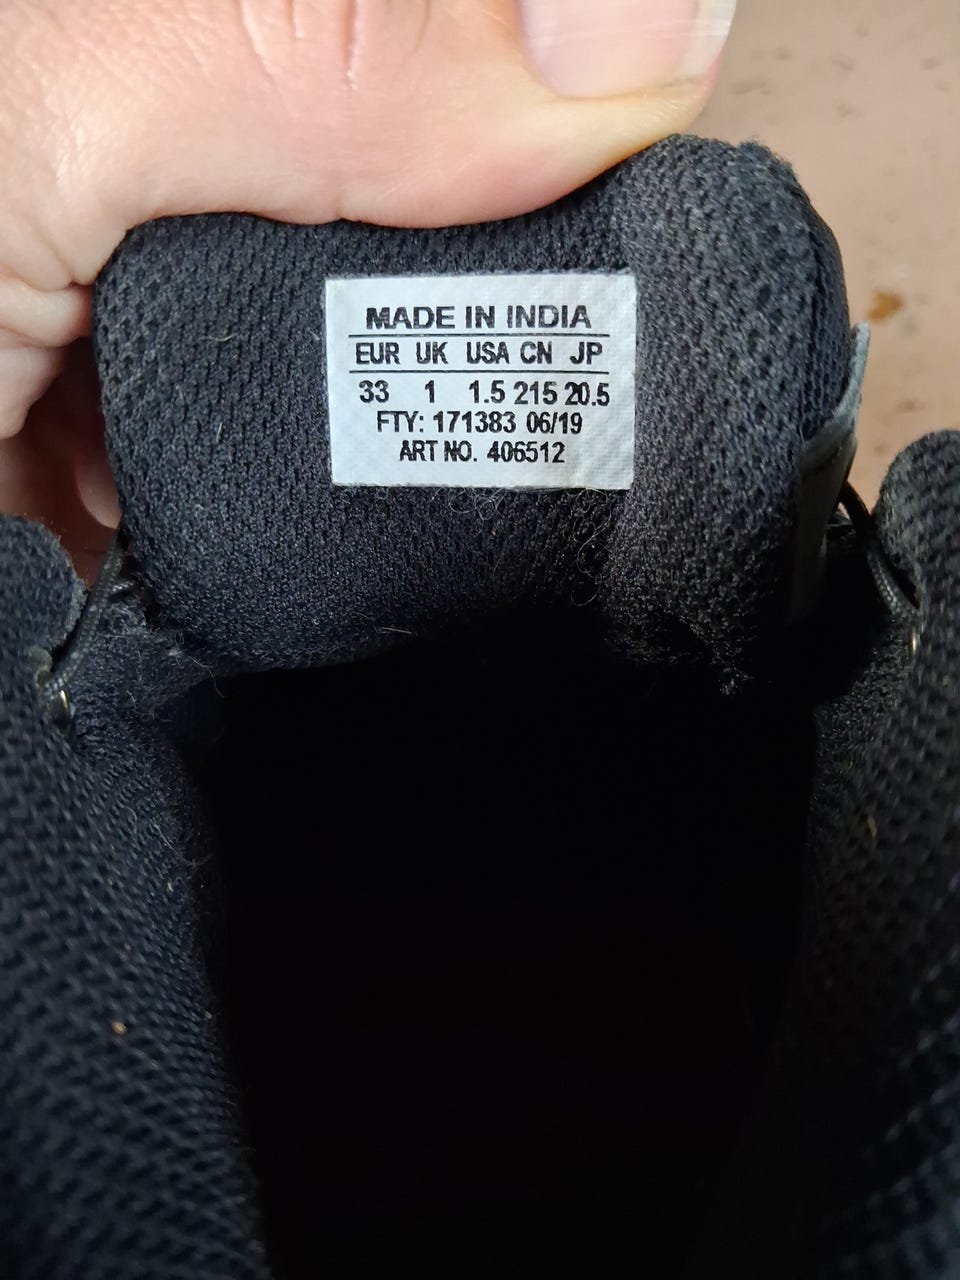 MADE IN INDIA
EUR UK USA CN JP
33 1 1.5 215 20.5
FTY: 171383 06/19
ART NO. 406512